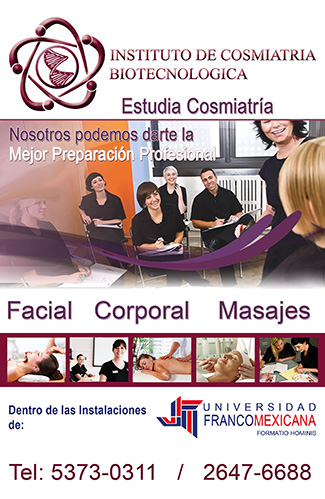 INSTITUTO DE COSMIATRIA
BIOTECNOLOGICA
Estudia Cosmiatría
Nosotros podemos darte la
Mejor Preparación Profesional
Facial Corporal Masajes
Dentro de las Instalaciones
de:
UNIVERSIDAD
FRANCOMEXICANA
FORMATIO HOMINIS
Tel: 5373-0311 / 2647-6688